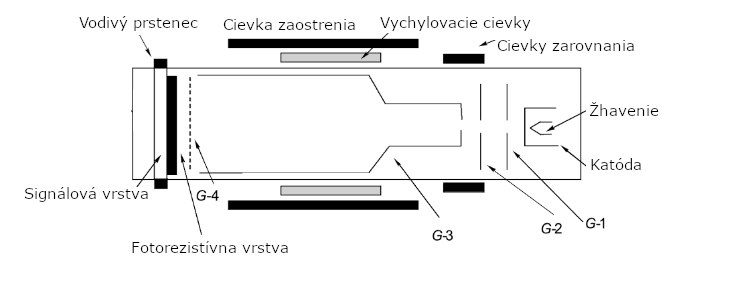 Vodivý prstenec
Cievka zaostrenia
Vychylovacie cievky
Cievky zarovnania
Žhavenie
Katóda
Signálová vrstva
G-4
Fotorezistívna vrstva
G-3
G-2
G-1